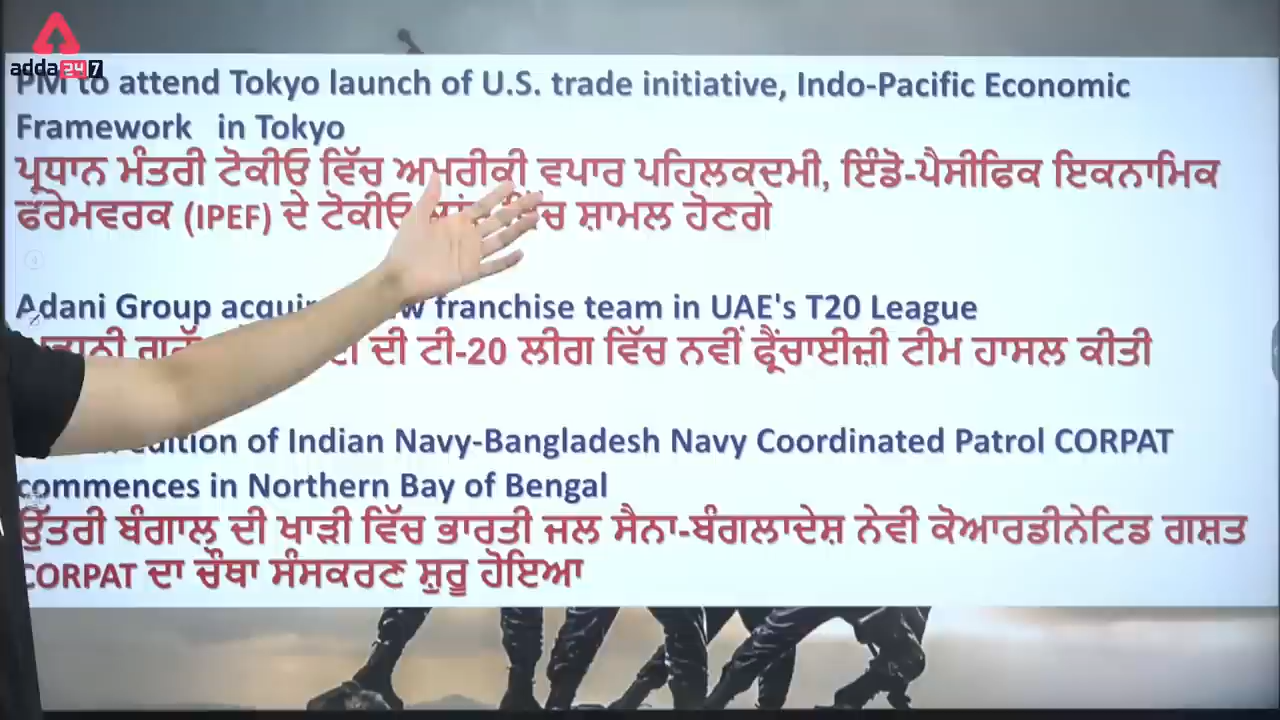 adda247
PM to attend Tokyo launch of U.S. trade initiative, Indo-Pacific Economic
Framework in Tokyo
ਪ੍ਰਧਾਨ ਮੰਤਰੀ ਟੋਕੀਓ ਵਿੱਚ ਅਮਰੀਕੀ ਵਪਾਰ ਪਹਿਲਕਦਮੀ, ਇੰਡੋ-ਪੈਸੀਫਿਕ ਇਕਨਾਮਿਕ
ਫਰੇਮਵਰਕ (IPEF) ਦੇ ਟੋਕੀਓ ਸ਼ਾਮਲ ਹੋਣਗੇ
Adani Group franchise team in UAE's T20 League
ਦੀ ਟੀ-20 ਲੀਗ ਵਿੱਚ ਨਵੀਂ ਫ੍ਰੈਂਚਾਈਜ਼ੀ ਟੀਮ ਹਾਸਲ ਕੀਤੀ
of Indian Navy-Bangladesh Navy Coordinated Patrol CORPAT
commences in Northern Bay of Bengal
ਉੱਤਰੀ ਬੰਗਾਲ ਦੀ ਖਾੜੀ ਵਿੱਚ ਭਾਰਤੀ ਜਲ ਸੈਨਾ-ਬੰਗਲਾਦੇਸ਼ ਨੇਵੀ ਕੋਆਰਡੀਨੇਟਿਡ ਗਸ਼ਤ
CORPAT ਦਾ ਚੌਥਾ ਸੰਸਕਰਣ ਸ਼ੁਰੂ ਹੋਇਆ